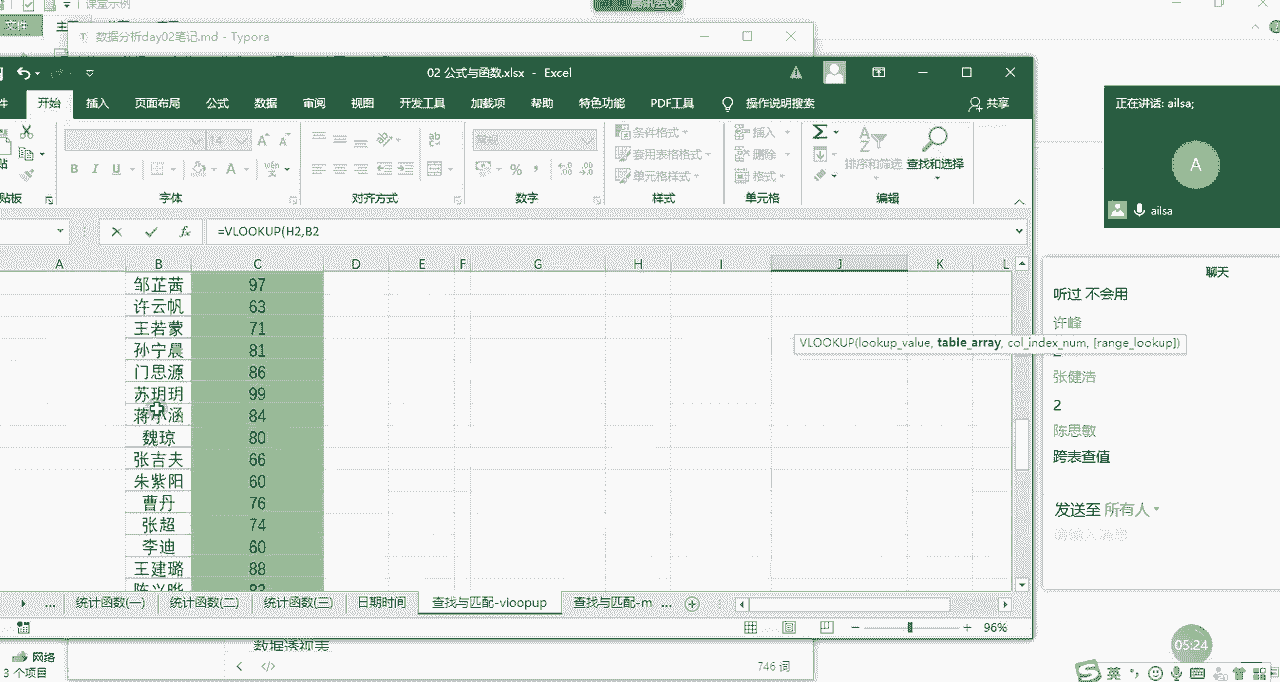 课堂示例
文件
数据分析day02笔记.md - Typora
02 公式与函数.xlsx - Excel
件 开始 插入 页面布局 公式 数据 审阅 视图 开发工具 加载项 帮助 特色功能 PDF工具 操作说明搜索 共享
条件格式 插入
套用表格格式 删除 排序和筛选 查找和选择
单元格样式 格式
贴板 字体 对齐方式 数字 样式 单元格 编辑
=VLOOKUP(H2,B2
A B C D E F G H I J K L
邹芷茜 97
许云帆 63
王若蒙 71
孙宁晨 81
门思源 86
苏玥玥 99
蒋小涵 84
魏琼 80
张吉夫 66
朱紫阳 60
曹丹 76
张超 74
李迪 60
王建璐 88
VLOOKUP(lookup_value, table_array, col_index_num, [range_lookup])
... 统计函数(一) 统计函数(二) 统计函数(三) 日期时间 查找与匹配-vloopup 查找与匹配-m ...
96%
数据透视表
746 词
网络
3 个项目
正在讲话: ailsa;
A
ailsa
聊天
听过 不会用
许峰
张健浩
2
陈思敏
跨表查值
发送至 所有人
请输入消息
05:24
英